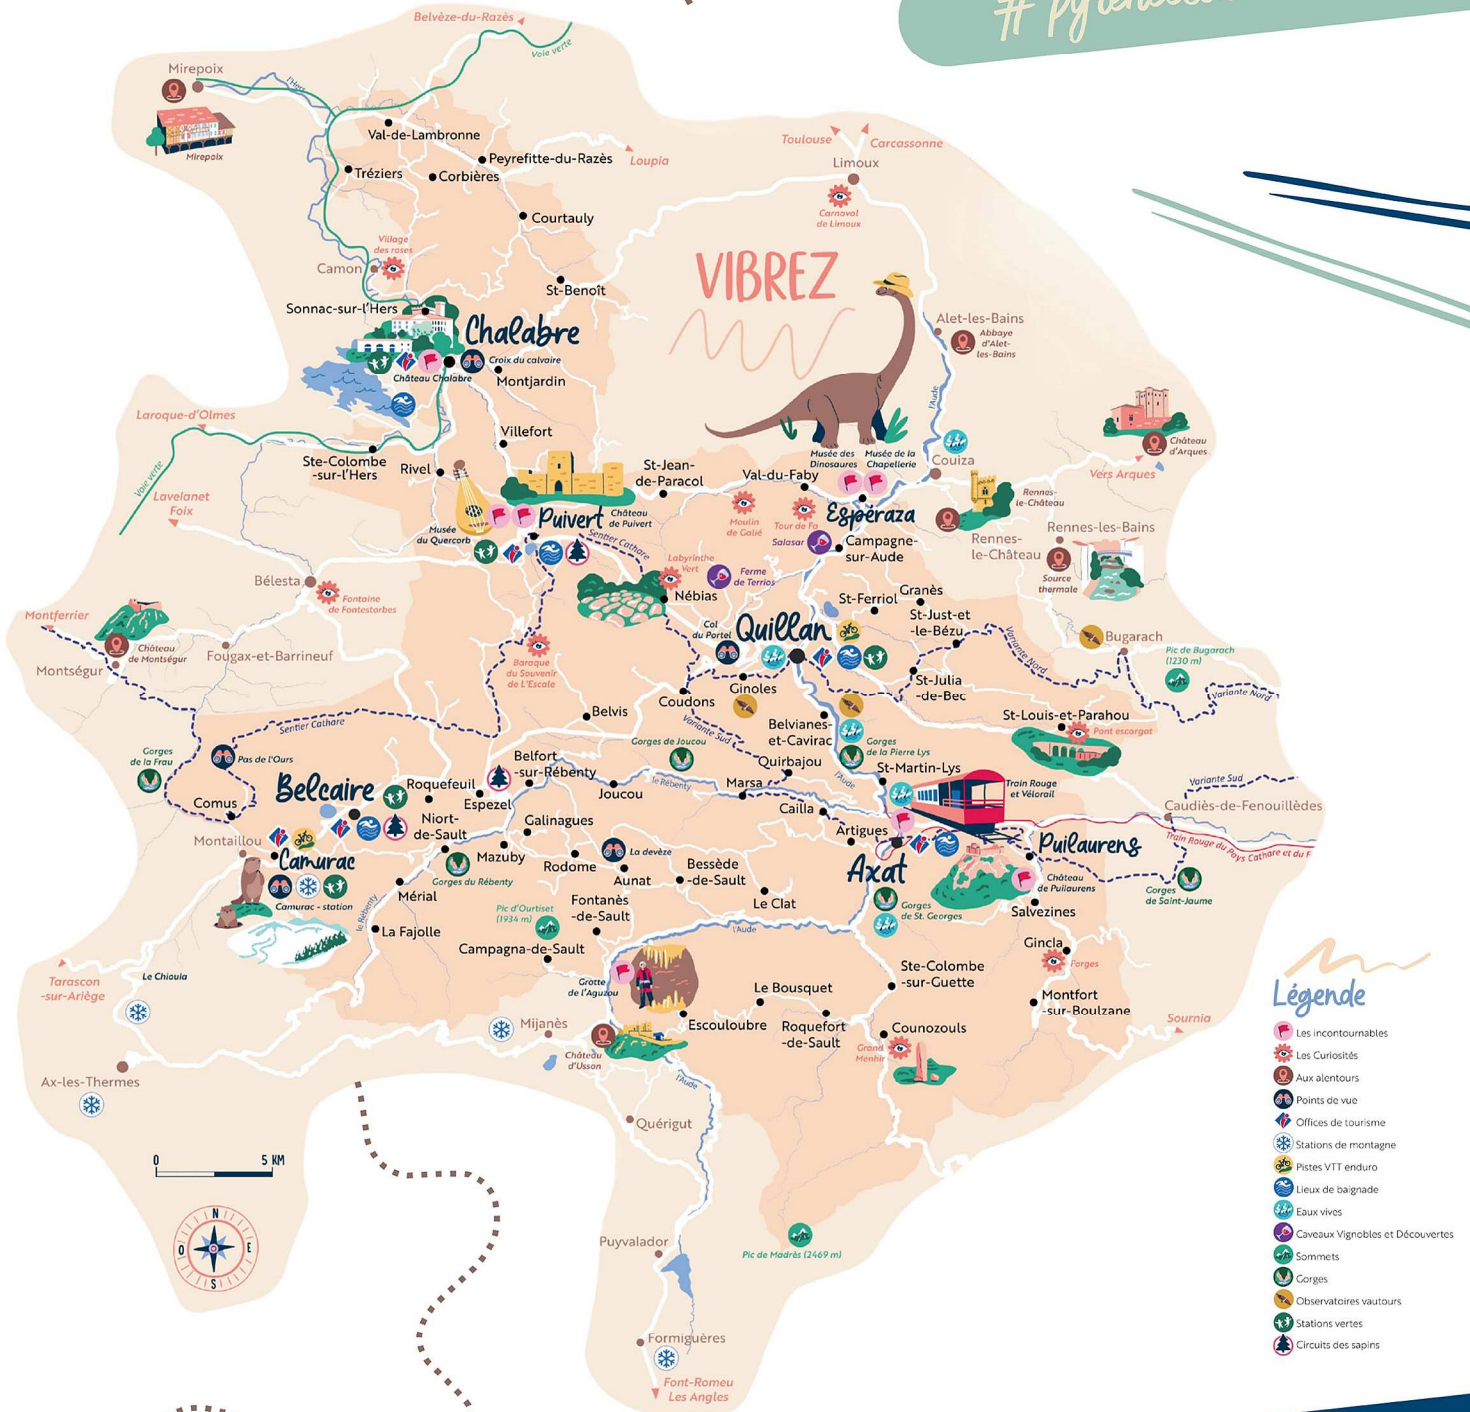 # pyrénées
Belvèze-du-Razès
Voie verte
Mirepoix
l'Hers
Mirepoix
Val-de-Lambronne
Peyrefitte-du-Razès
Loupia
Toulouse
Carcassonne
Limoux
Tréziers
Corbières
Carnaval
de Limoux
Courtauly
Village
des roses
Camon
St-Benoît
VIBREZ
Sonnac-sur-l'Hers
Chalabre
Alet-les-Bains
Abbaye
d'Alet-
les-Bains
Croix du calvaire
Château Chalabre
Montjardin
l'Aude
Laroque-d'Olmes
Villefort
Château
d'Arques
Vers Arques
Ste-Colombe
-sur-l'Hers
Rivel
St-Jean-
de-Paracol
Musée des
Dinosaures
Musée de la
Chapellerie
Val-du-Faby
Couiza
Voie verte
Lavelanet
Foix
Musée
du Quercorb
Puivert
Château
de Puivert
Moulin
de Galié
Tour de Fa
Espéraza
Rennes-
le-Château
Rennes-
le-Château
Rennes-les-Bains
Source
thermale
Sentier Cathare
Salasar
Campagne-
sur-Aude
Labyrinthe
Vert
Ferme
de Terrios
Nébias
Bélesta
Fontaine
de Fontestorbes
Granès
St-Ferriol
St-Just-et
-le-Bézu
Montferrier
Château
de Montségur
Montségur
Fougax-et-Barrineuf
Col
du Portel
Quillan
Variante Nord
Bugarach
Pic de Bugarach
(1230 m)
Variante Nord
Baraque
du Souvenir
de L'Escale
Coudons
Ginoles
St-Julia
-de-Bec
Belvis
Variante Sud
Belvianes-
et-Cavirac
St-Louis-et-Parahou
Pont escargot
Sentier Cathare
Gorges
de la Frau
Pas de l'Ours
Gorges de Joucou
Gorges
de la Pierre Lys
Belfort
-sur-Rébenty
Quirbajou
St-Martin-Lys
l'Aude
Belcaire
Roquefeuil
Espezel
Joucou
le Rébenty
Marsa
Train Rouge
et Vélorail
Variante Sud
Comus
Cailla
Caudiès-de-Fenouillèdes
Niort-
de-Sault
Galinagues
Artigues
Train Rouge du Pays Cathare et du F
Montaillou
Camurac
Mazuby
Rodome
La devèze
Aunat
Bessède
-de-Sault
Axat
Puilaurens
Château
de Puilaurens
Gorges
de Saint-Jaume
Gorges du Rébenty
Camurac - station
Mérial
Le Clat
Salvezines
Gorges
de St. Georges
Fontanès
-de-Sault
Pic d'Ourtiset
(1934 m)
le Rébenty
La Fajolle
Campagna-de-Sault
l'Aude
Gincla
Forges
Tarascon
-sur-Ariège
Le Chioula
Grotte
de l'Aguzou
Ste-Colombe
-sur-Guette
Le Bousquet
Montfort
-sur-Boulzane
Mijanès
Escouloubre
Roquefort
-de-Sault
Counozouls
Sournia
Grand
Menhir
Château
d'Usson
Ax-les-Thermes
l'Aude
Quérigut
0
5 KM
N
O
E
S
Puyvalador
Pic de Madrès (2469 m)
Formiguères
Font-Romeu
Les Angles
Légende
Les incontournables
Les Curiosités
Aux alentours
Points de vue
Offices de tourisme
Stations de montagne
Pistes VTT enduro
Lieux de baignade
Eaux vives
Caveaux Vignobles et Découvertes
Sommets
Gorges
Observatoires vautours
Stations vertes
Circuits des sapins